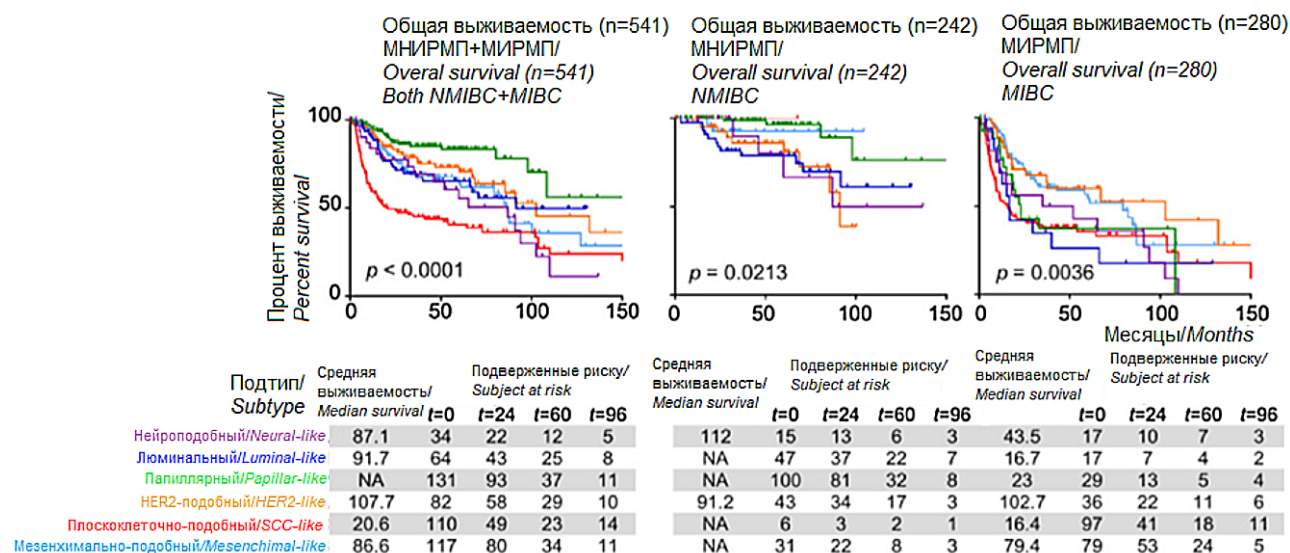 Общая выживаемость (n=541)
МНИРМП+МИРМП/
Overal survival (n=541)
Both NMIBC+MIBC
Общая выживаемость (n=242)
МНИРМП/
Overall survival (n=242)
NMIBC
Общая выживаемость (n=280)
МИРМП/
Overall survival (n=280)
MIBC
Процент выживаемости/
Percent survival
100
50
0
p < 0.0001
p = 0.0213
p = 0.0036
0 50 100 150
0 50 100 150
0 50 100 150
Месяцы/Months
Подтип/
Subtype
Средняя
выживаемость/
Median survival
Подверженные риску/
Subject at risk
t=0 t=24 t=60 t=96
Средняя
выживаемость/
Median survival
Подверженные риску/
Subject at risk
t=0 t=24 t=60 t=96
Средняя
выживаемость/
Median survival
Подверженные риску/
Subject at risk
t=0 t=24 t=60 t=96
Нейроподобный/Neural-like 87.1 34 22 12 5 112 15 13 6 3 43.5 17 10 7 3
Люминальный/Luminal-like 91.7 64 43 25 8 NA 47 37 22 7 16.7 17 7 4 2
Папиллярный/Papillar-like NA 131 93 37 11 NA 100 81 32 8 23 29 13 5 4
HER2-подобный/HER2-like 107.7 82 58 29 10 91.2 43 34 17 3 102.7 36 22 11 6
Плоскоклеточно-подобный/SCC-like 20.6 110 49 23 14 NA 6 3 2 1 16.4 97 41 18 11
Мезенхимально-подобный/Mesenchimal-like 86.6 117 80 34 11 NA 31 22 8 3 79.4 79 53 24 5